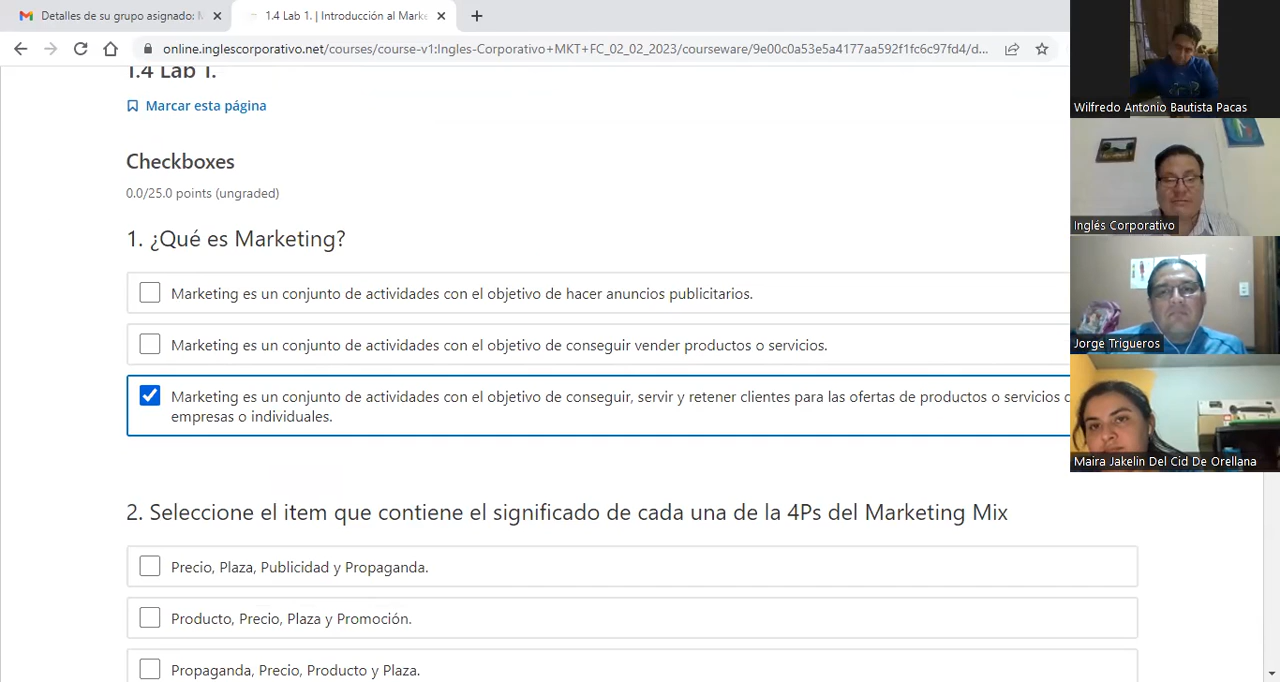 Detalles de su grupo asignado: M
1.4 Lab 1. | Introducción al Marke
online.inglescorporativo.net/courses/course-v1:Ingles-Corporativo+MKT+FC_02_02_2023/courseware/9e00c0a53e5a4177aa592f1fc6c97fd4/d...
1.4 Lab 1.
Marcar esta página
Checkboxes
0.0/25.0 points (ungraded)
1. ¿Qué es Marketing?
Marketing es un conjunto de actividades con el objetivo de hacer anuncios publicitarios.
Marketing es un conjunto de actividades con el objetivo de conseguir vender productos o servicios.
Marketing es un conjunto de actividades con el objetivo de conseguir, servir y retener clientes para las ofertas de productos o servicios
empresas o individuales.
2. Seleccione el item que contiene el significado de cada una de la 4Ps del Marketing Mix
Precio, Plaza, Publicidad y Propaganda.
Producto, Precio, Plaza y Promoción.
Propaganda, Precio, Producto y Plaza.
Wilfredo Antonio Bautista Pacas
Inglés Corporativo
Jorge Trigueros
Maira Jakelin Del Cid De Orellana